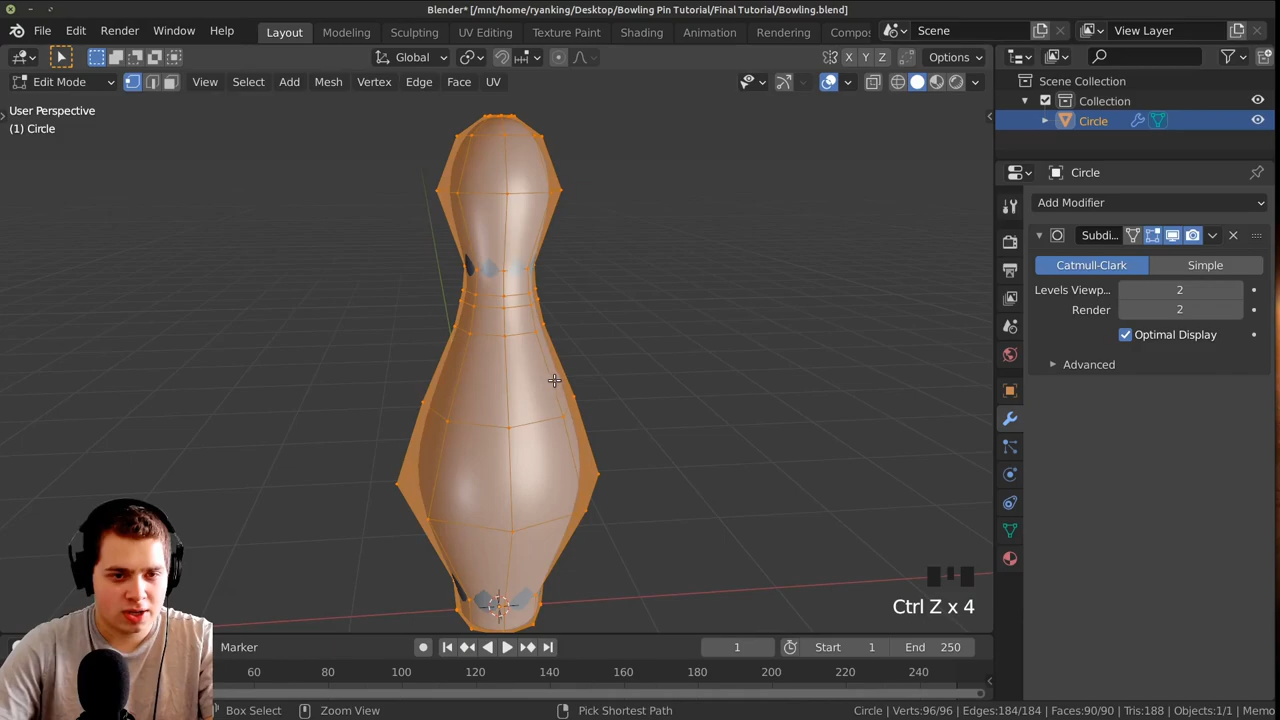 Blender* [/mnt/home/ryanking/Desktop/Bowling Pin Tutorial/Final Tutorial/Bowling.blend]
File Edit Render Window Help Layout Modeling Sculpting UV Editing Texture Paint Shading Animation Rendering Compos Scene View Layer
Global X Y Z Options
Edit Mode View Select Add Mesh Vertex Edge Face UV
User Perspective
(1) Circle
Scene Collection
Collection
Circle
Circle
Add Modifier
Subdi...
Catmull-Clark Simple
Levels Viewp... 2
Render 2
Optimal Display
Advanced
Ctrl Z x 4
Marker 1 Start 1 End 250
60 80 100 120 140 160 180 200 220 240
Box Select Zoom View Pick Shortest Path Circle | Verts:96/96 | Edges:184/184 | Faces:90/90 | Tris:188 | Objects:1/1 | Memo